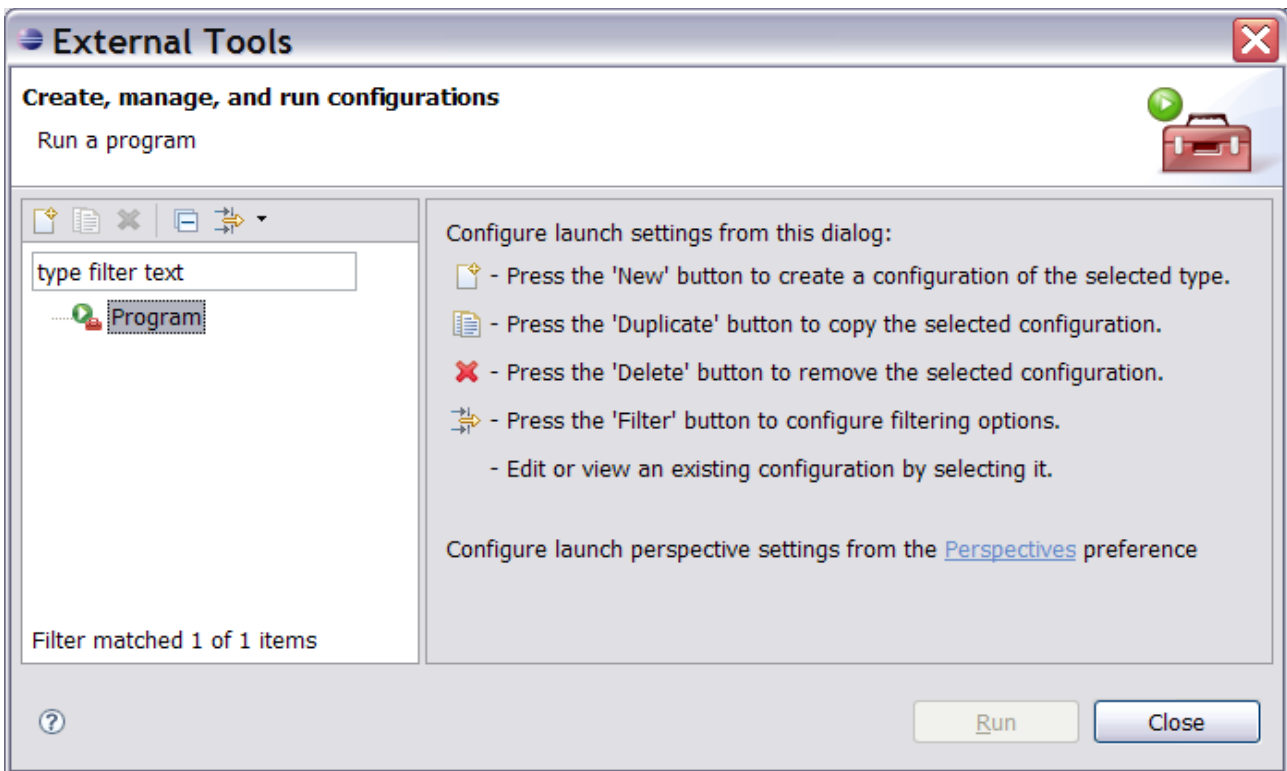 External Tools
Create, manage, and run configurations
Run a program
type filter text
Program
Filter matched 1 of 1 items
Configure launch settings from this dialog:
- Press the 'New' button to create a configuration of the selected type.
- Press the 'Duplicate' button to copy the selected configuration.
- Press the 'Delete' button to remove the selected configuration.
- Press the 'Filter' button to configure filtering options.
- Edit or view an existing configuration by selecting it.
Configure launch perspective settings from the Perspectives preference
Run
Close